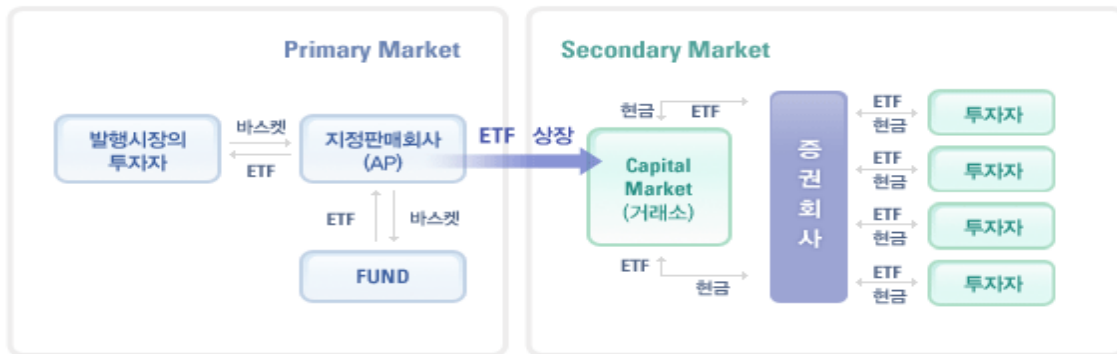 Primary Market
발행시장의
투자자
바스켓
ETF
지정판매회사
(AP)
ETF
바스켓
FUND
ETF 상장
Secondary Market
현금
ETF
Capital
Market
(거래소)
ETF
현금
증
권
회
사
ETF
현금
투자자
ETF
현금
투자자
ETF
현금
투자자
ETF
현금
투자자